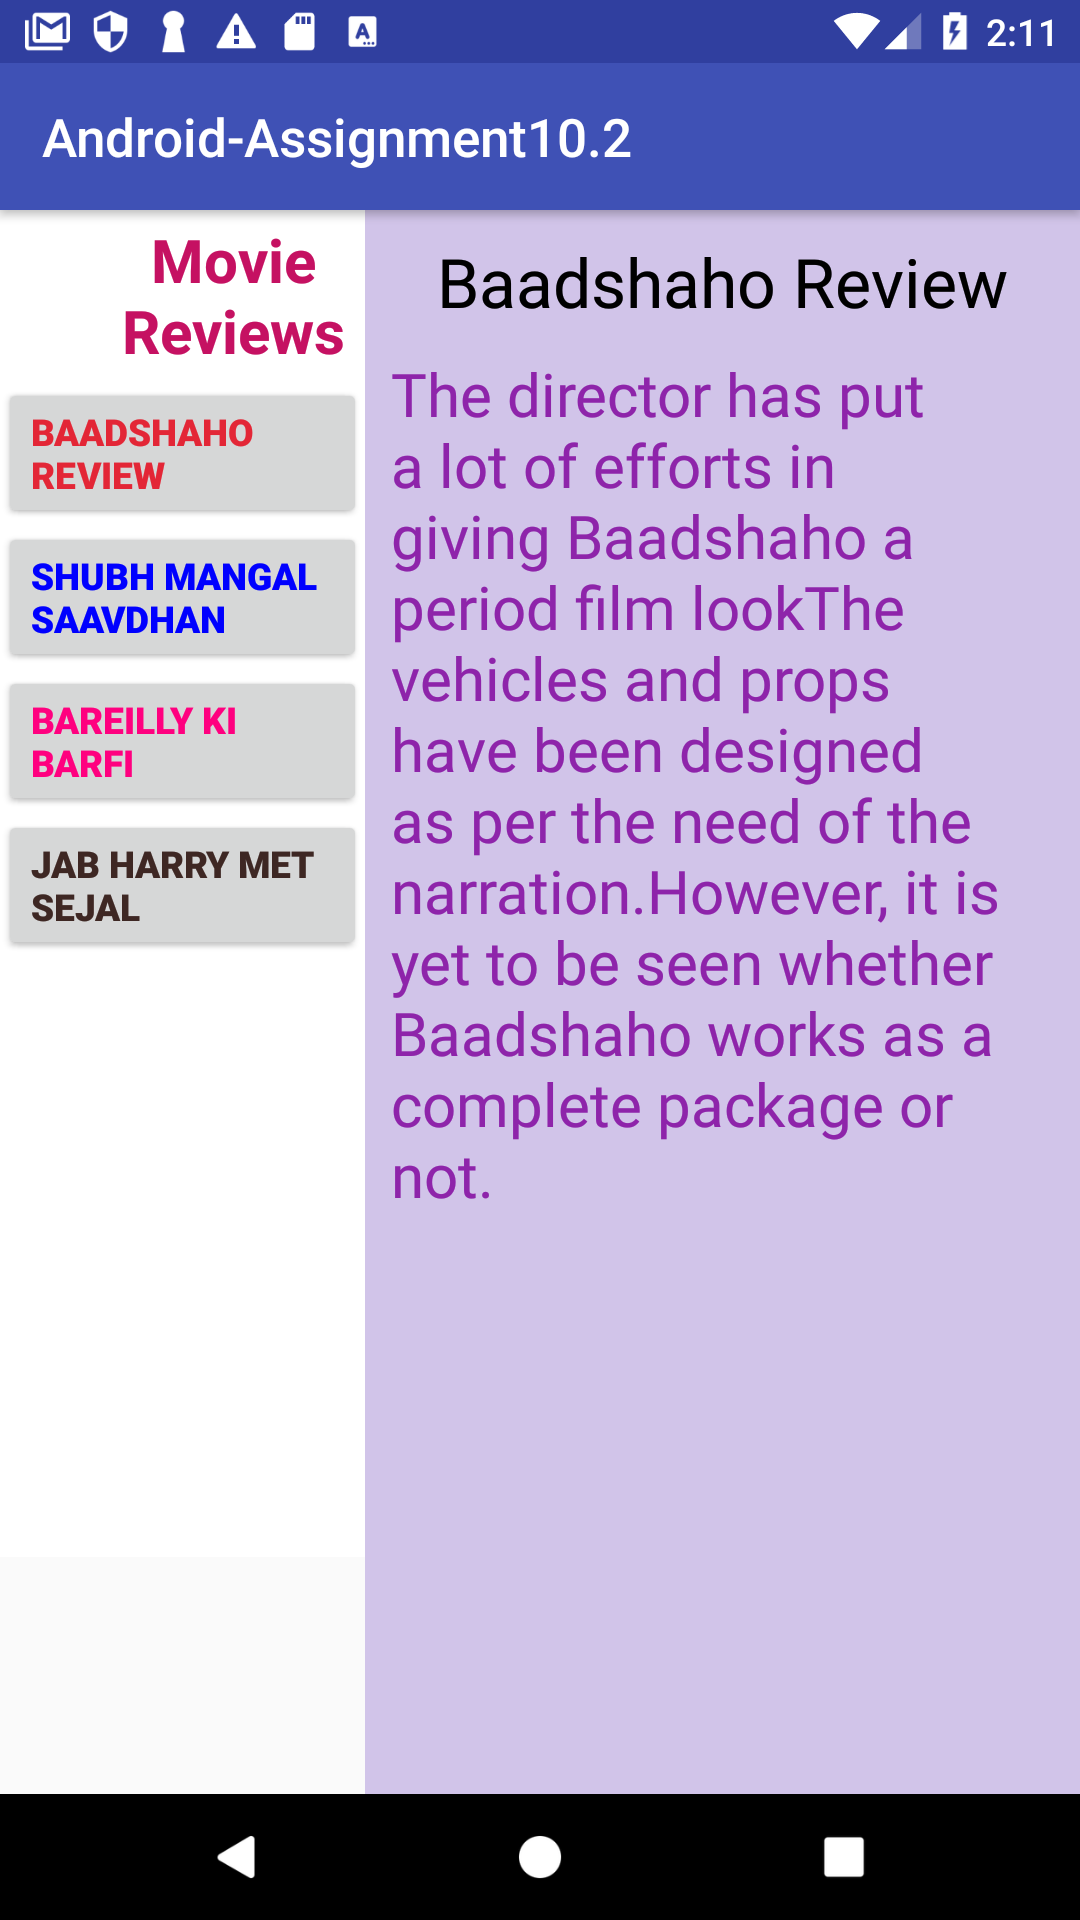 2:11
Android-Assignment10.2
Movie
Reviews
BAADSHAHO
REVIEW
SHUBH MANGAL
SAAVDHAN
BAREILLY KI
BARFI
JAB HARRY MET
SEJAL
Baadshaho Review
The director has put
a lot of efforts in
giving Baadshaho a
period film lookThe
vehicles and props
have been designed
as per the need of the
narration.However, it is
yet to be seen whether
Baadshaho works as a
complete package or
not.